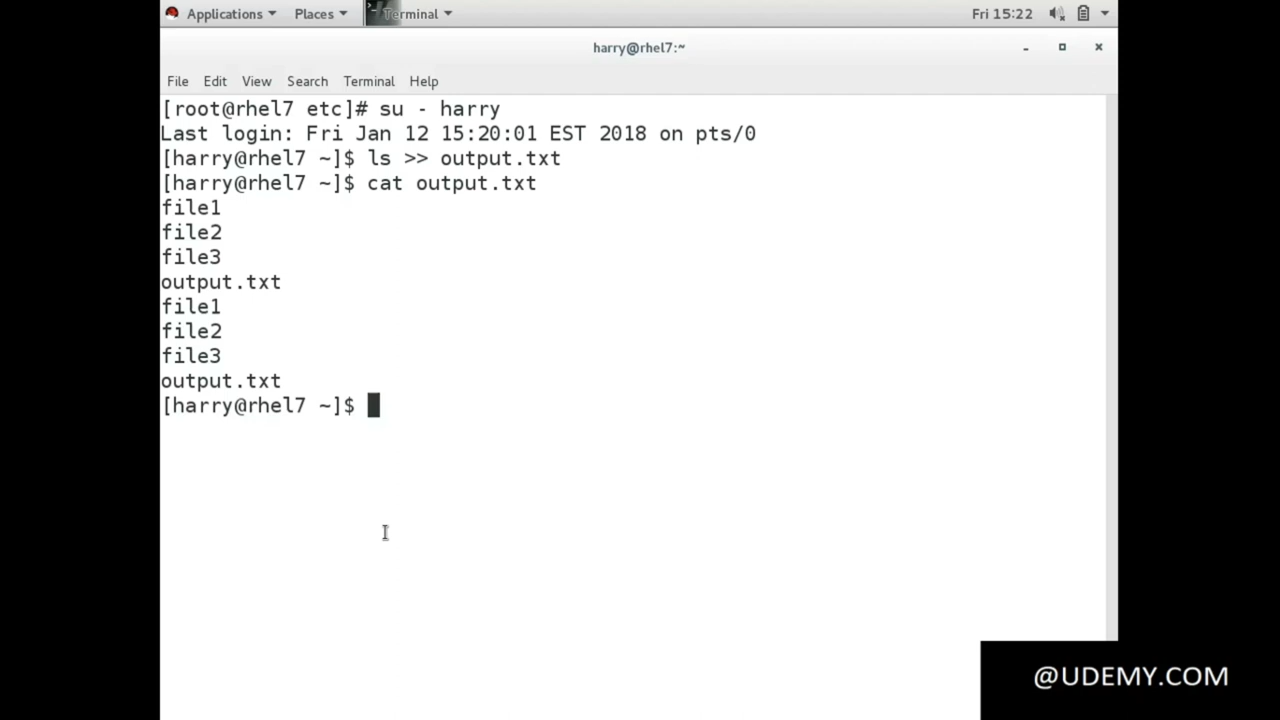 Applications Places Terminal Fri 15:22
harry@rhel7:~
File Edit View Search Terminal Help
[root@rhel7 etc]# su - harry
Last login: Fri Jan 12 15:20:01 EST 2018 on pts/0
[harry@rhel7 ~]$ ls >> output.txt
[harry@rhel7 ~]$ cat output.txt
file1
file2
file3
output.txt
file1
file2
file3
output.txt
[harry@rhel7 ~]$
@UDEMY.COM